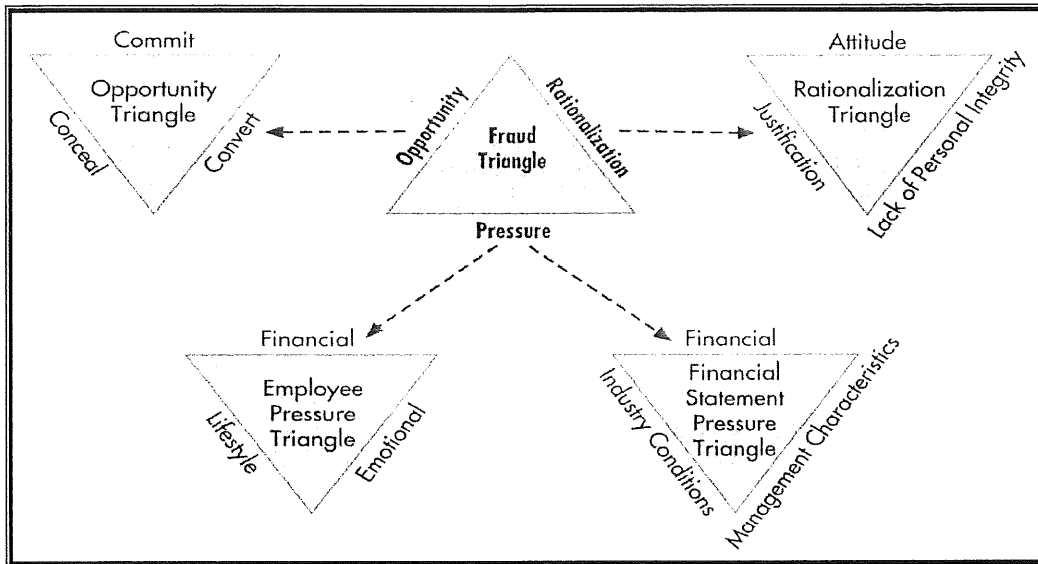 Commit
Opportunity
Triangle
Conceal
Convert
Opportunity
Rationalization
Fraud
Triangle
Pressure
Attitude
Rationalization
Triangle
Justification
Lack of Personal Integrity
Financial
Employee
Pressure
Triangle
Lifestyle
Emotional
Financial
Financial
Statement
Pressure
Triangle
Industry Conditions
Management Characteristics